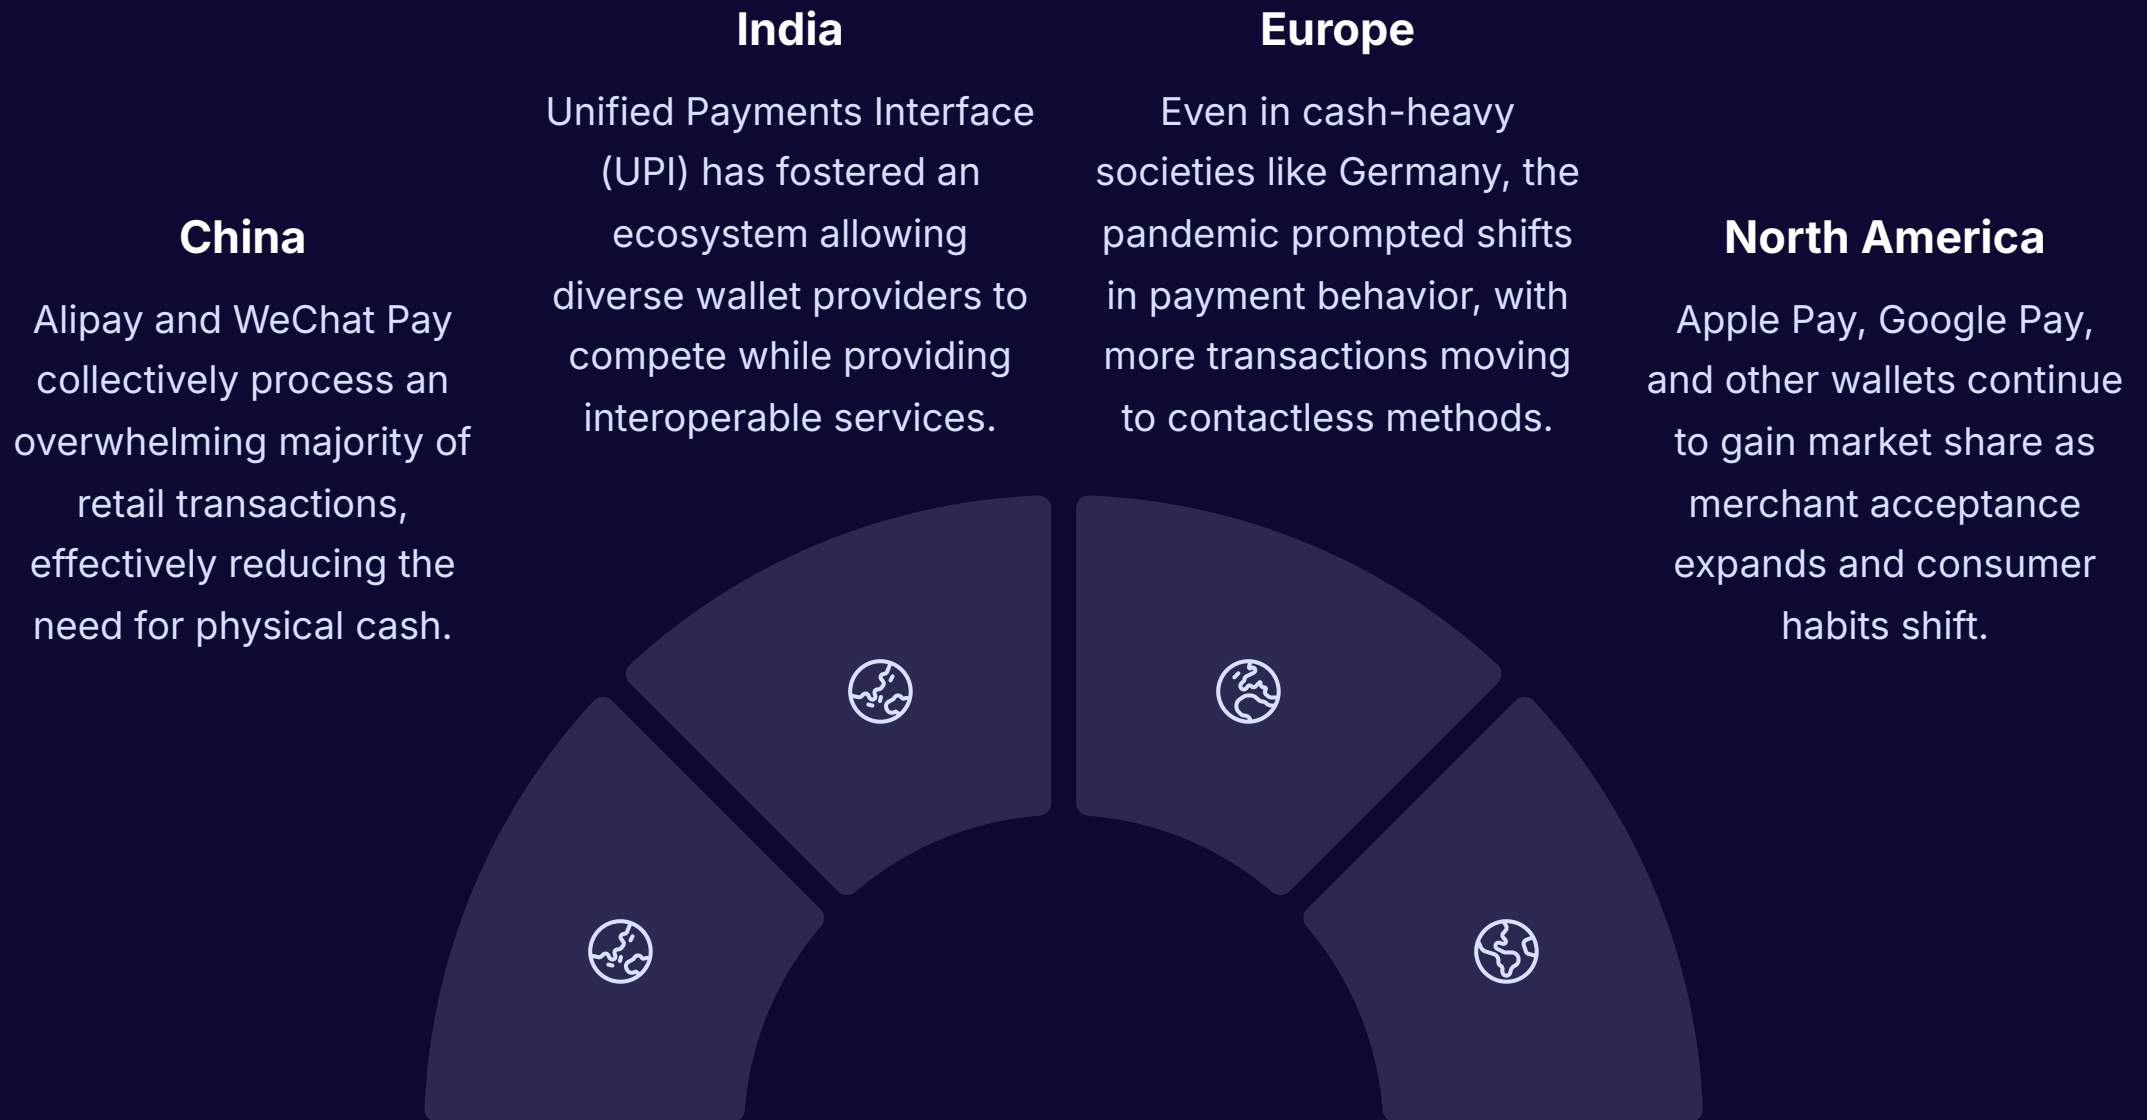 China
Alipay and WeChat Pay
collectively process an
overwhelming majority of
retail transactions,
effectively reducing the
need for physical cash.
India
Unified Payments Interface
(UPI) has fostered an
ecosystem allowing
diverse wallet providers to
compete while providing
interoperable services.
Europe
Even in cash-heavy
societies like Germany, the
pandemic prompted shifts
in payment behavior, with
more transactions moving
to contactless methods.
North America
Apple Pay, Google Pay,
and other wallets continue
to gain market share as
merchant acceptance
expands and consumer
habits shift.